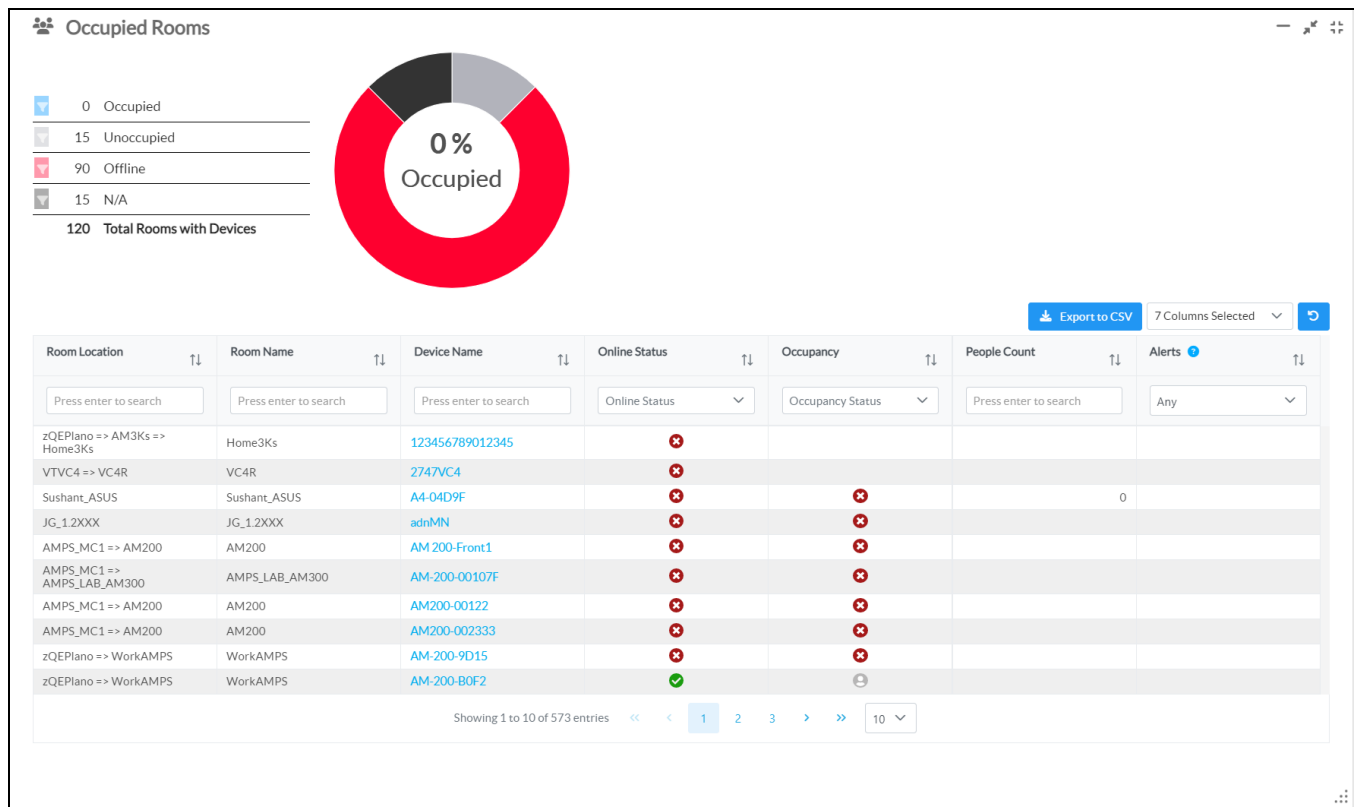 Occupied Rooms
0 Occupied
15 Unoccupied
90 Offline
15 N/A
120 Total Rooms with Devices
0 %
Occupied
Export to CSV 7 Columns Selected
Room Location Room Name Device Name Online Status Occupancy People Count Alerts ?
Press enter to search Press enter to search Press enter to search Online Status Occupancy Status Press enter to search Any
zQEPlano => AM3Ks =>
Home3Ks Home3Ks 123456789012345
VTVC4 => VC4R VC4R 2747VC4
Sushant_ASUS Sushant_ASUS A4-04D9F 0
JG_1.2XXX JG_1.2XXX adnMN
AMPS_MC1 => AM200 AM200 AM 200-Front1
AMPS_MC1 =>
AMPS_LAB_AM300 AMPS_LAB_AM300 AM-200-00107F
AMPS_MC1 => AM200 AM200 AM200-00122
AMPS_MC1 => AM200 AM200 AM200-002333
zQEPlano => WorkAMPS WorkAMPS AM-200-9D15
zQEPlano => WorkAMPS WorkAMPS AM-200-B0F2
Showing 1 to 10 of 573 entries << < 1 2 3 > >> 10